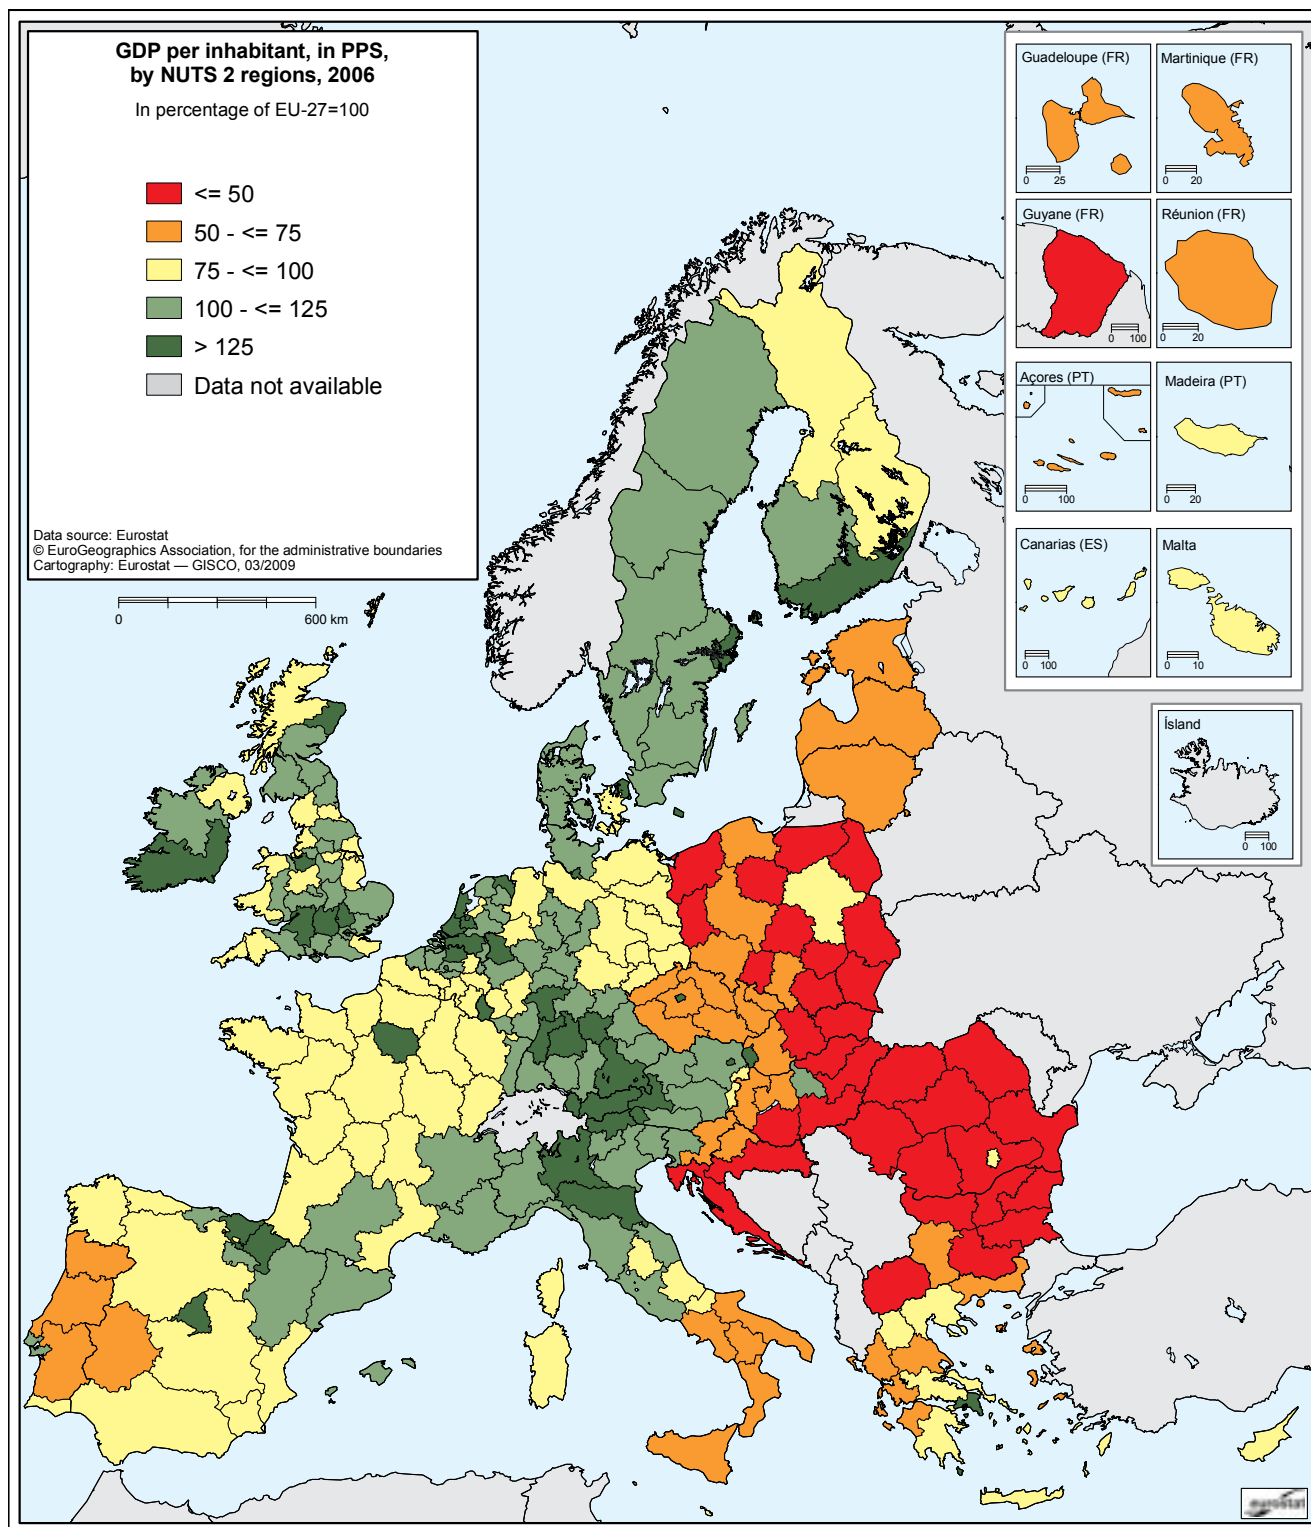 GDP per inhabitant, in PPS,
by NUTS 2 regions, 2006
In percentage of EU-27=100
<= 50
50 - <= 75
75 - <= 100
100 - <= 125
> 125
Data not available
Data source: Eurostat
© EuroGeographics Association, for the administrative boundaries
Cartography: Eurostat — GISCO, 03/2009
0 600 km
Guadeloupe (FR)
0 25
Martinique (FR)
0 20
Guyane (FR)
0 100
Réunion (FR)
0 20
Açores (PT)
0 100
Madeira (PT)
0 20
Canarias (ES)
0 100
Malta
0 10
Ísland
0 100
eurostat